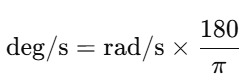 deg/s = rad/s × 180/π